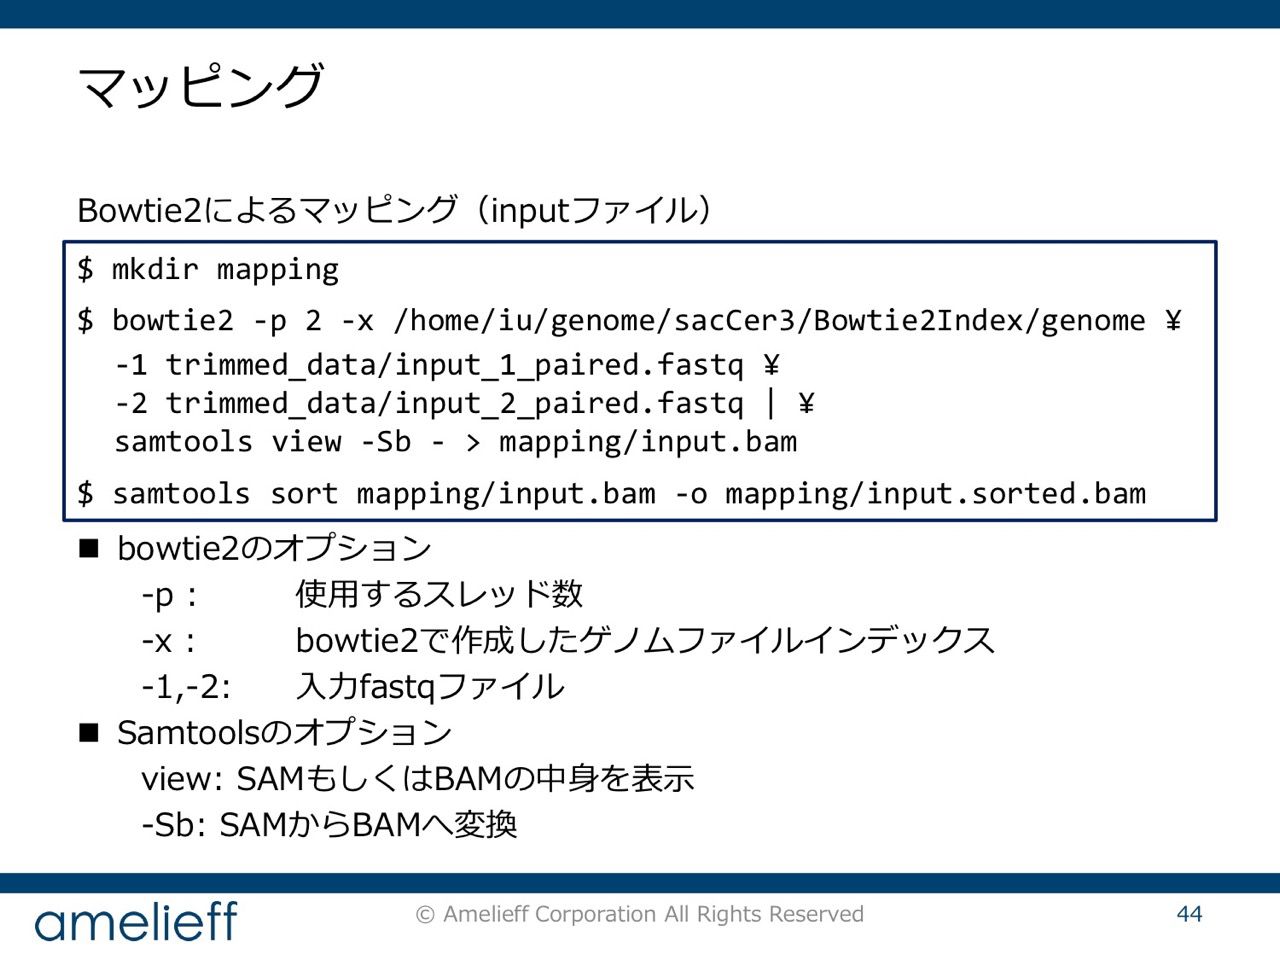 マッピング
Bowtie2によるマッピング（inputファイル）
$ mkdir mapping
$ bowtie2 -p 2 -x /home/iu/genome/sacCer3/Bowtie2Index/genome ¥
-1 trimmed_data/input_1_paired.fastq ¥
-2 trimmed_data/input_2_paired.fastq | ¥
samtools view -Sb - > mapping/input.bam
$ samtools sort mapping/input.bam -o mapping/input.sorted.bam
■ bowtie2のオプション
-p : 使用するスレッド数
-x : bowtie2で作成したゲノムファイルインデックス
-1,-2: 入力fastqファイル
■ Samtoolsのオプション
view: SAMもしくはBAMの中身を表示
-Sb: SAMからBAMへ変換
amelieff
© Amelieff Corporation All Rights Reserved
44